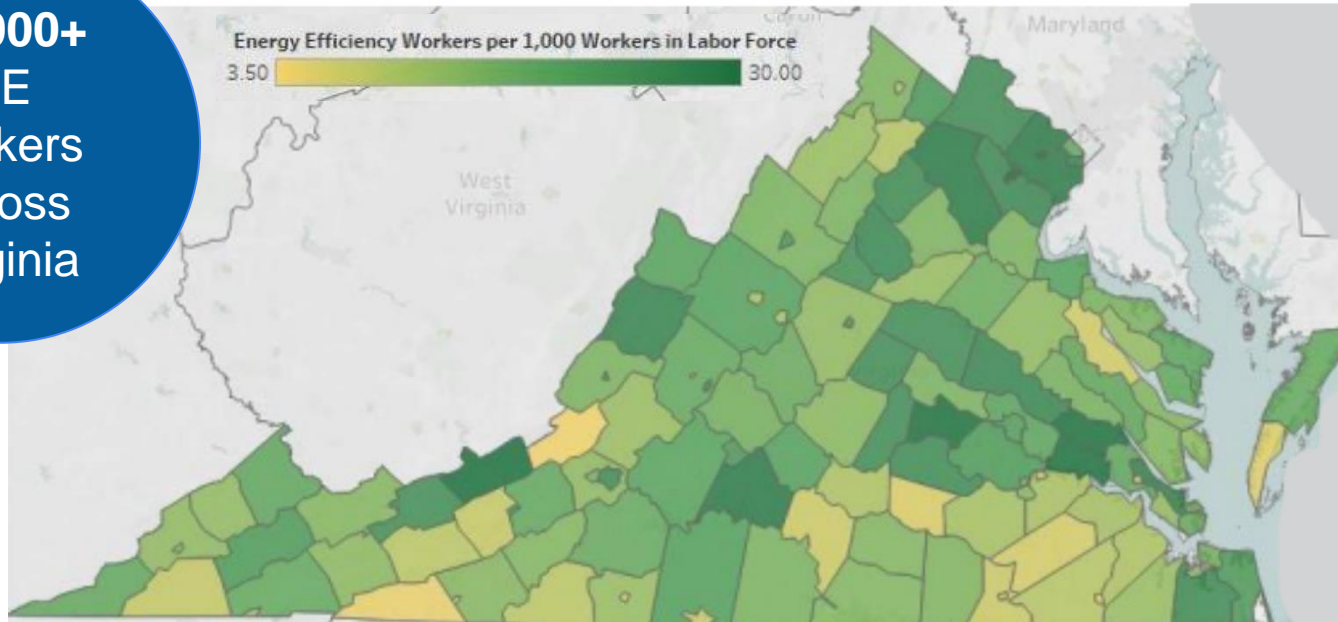 000+
E
kers
oss
ginia
Energy Efficiency Workers per 1,000 Workers in Labor Force
3.50
30.00
Maryland
West
Virginia